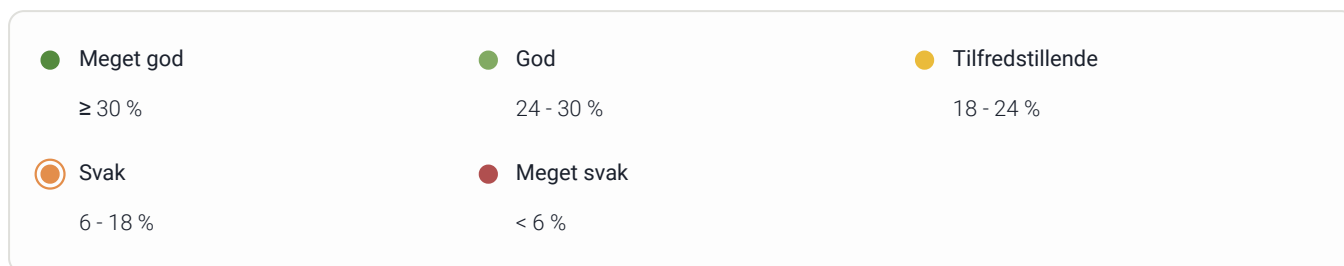 Meget god
≥ 30 %
God
24 - 30 %
Tilfredstillende
18 - 24 %
Svak
6 - 18 %
Meget svak
< 6 %